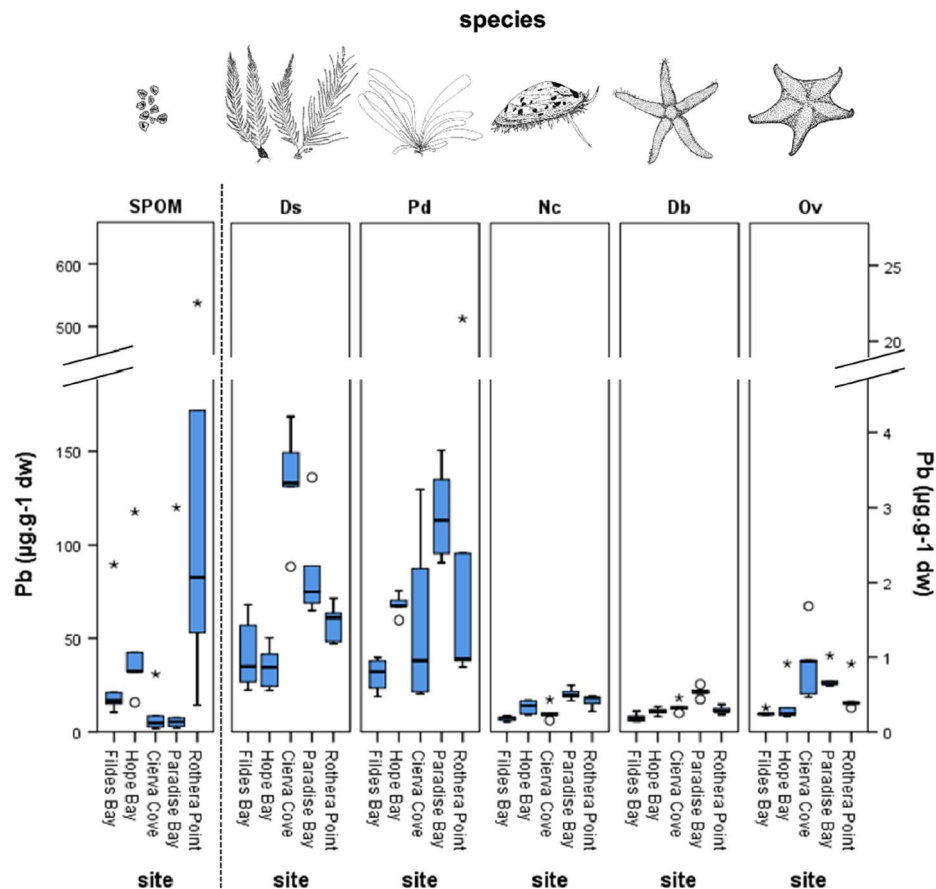 species
SPOM Ds Pd Nc Db Ov
600 25
500 20
150 4
3
100
2
50
1
0 0
Pb (µg.g-1 dw)
Pb (µg.g-1 dw)
Fildes Bay Hope Bay Cierva Cove Paradise Bay Rothera Point
Fildes Bay Hope Bay Cierva Cove Paradise Bay Rothera Point
Fildes Bay Hope Bay Cierva Cove Paradise Bay Rothera Point
Fildes Bay Hope Bay Cierva Cove Paradise Bay Rothera Point
Fildes Bay Hope Bay Cierva Cove Paradise Bay Rothera Point
Fildes Bay Hope Bay Cierva Cove Paradise Bay Rothera Point
site site site site site site